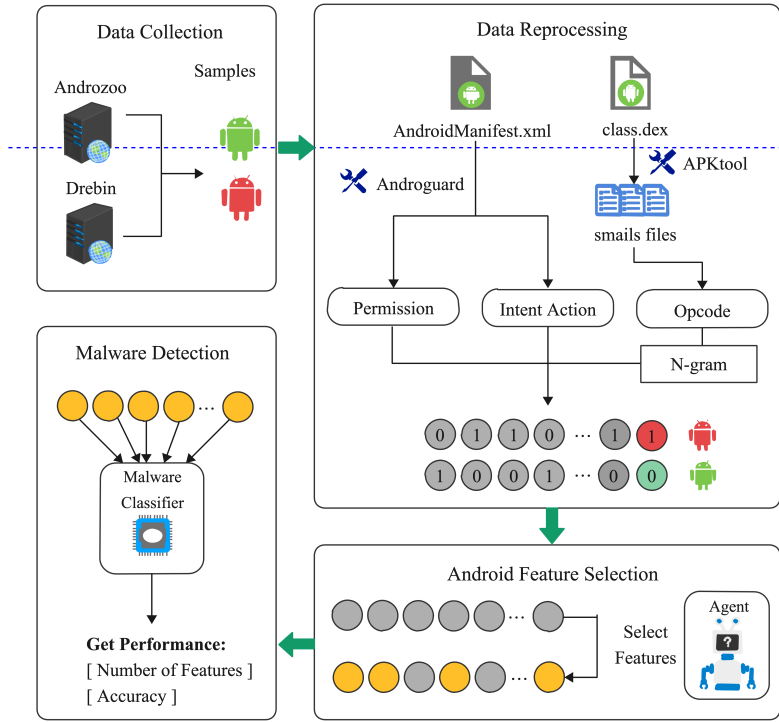 Data Collection
Samples
Androzoo
Drebin
Data Reprocessing
AndroidManifest.xml
class.dex
Androguard
APKtool
smails files
Permission
Intent Action
Opcode
N-gram
0 1 1 0 ... 1 1
1 0 0 1 ... 0 0
Android Feature Selection
Agent
?
Select
Features
...
...
Malware Detection
...
Malware
Classifier
Get Performance:
[ Number of Features ]
[ Accuracy ]